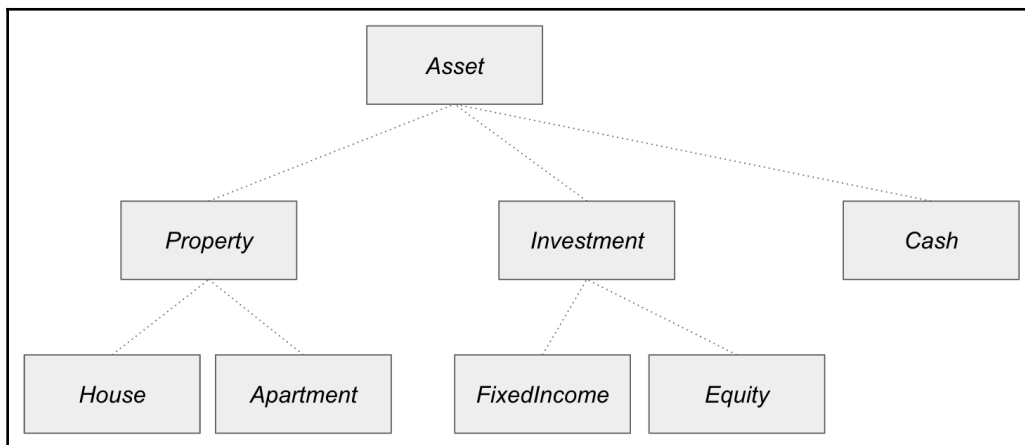 Asset
Property
Investment
Cash
House
Apartment
FixedIncome
Equity